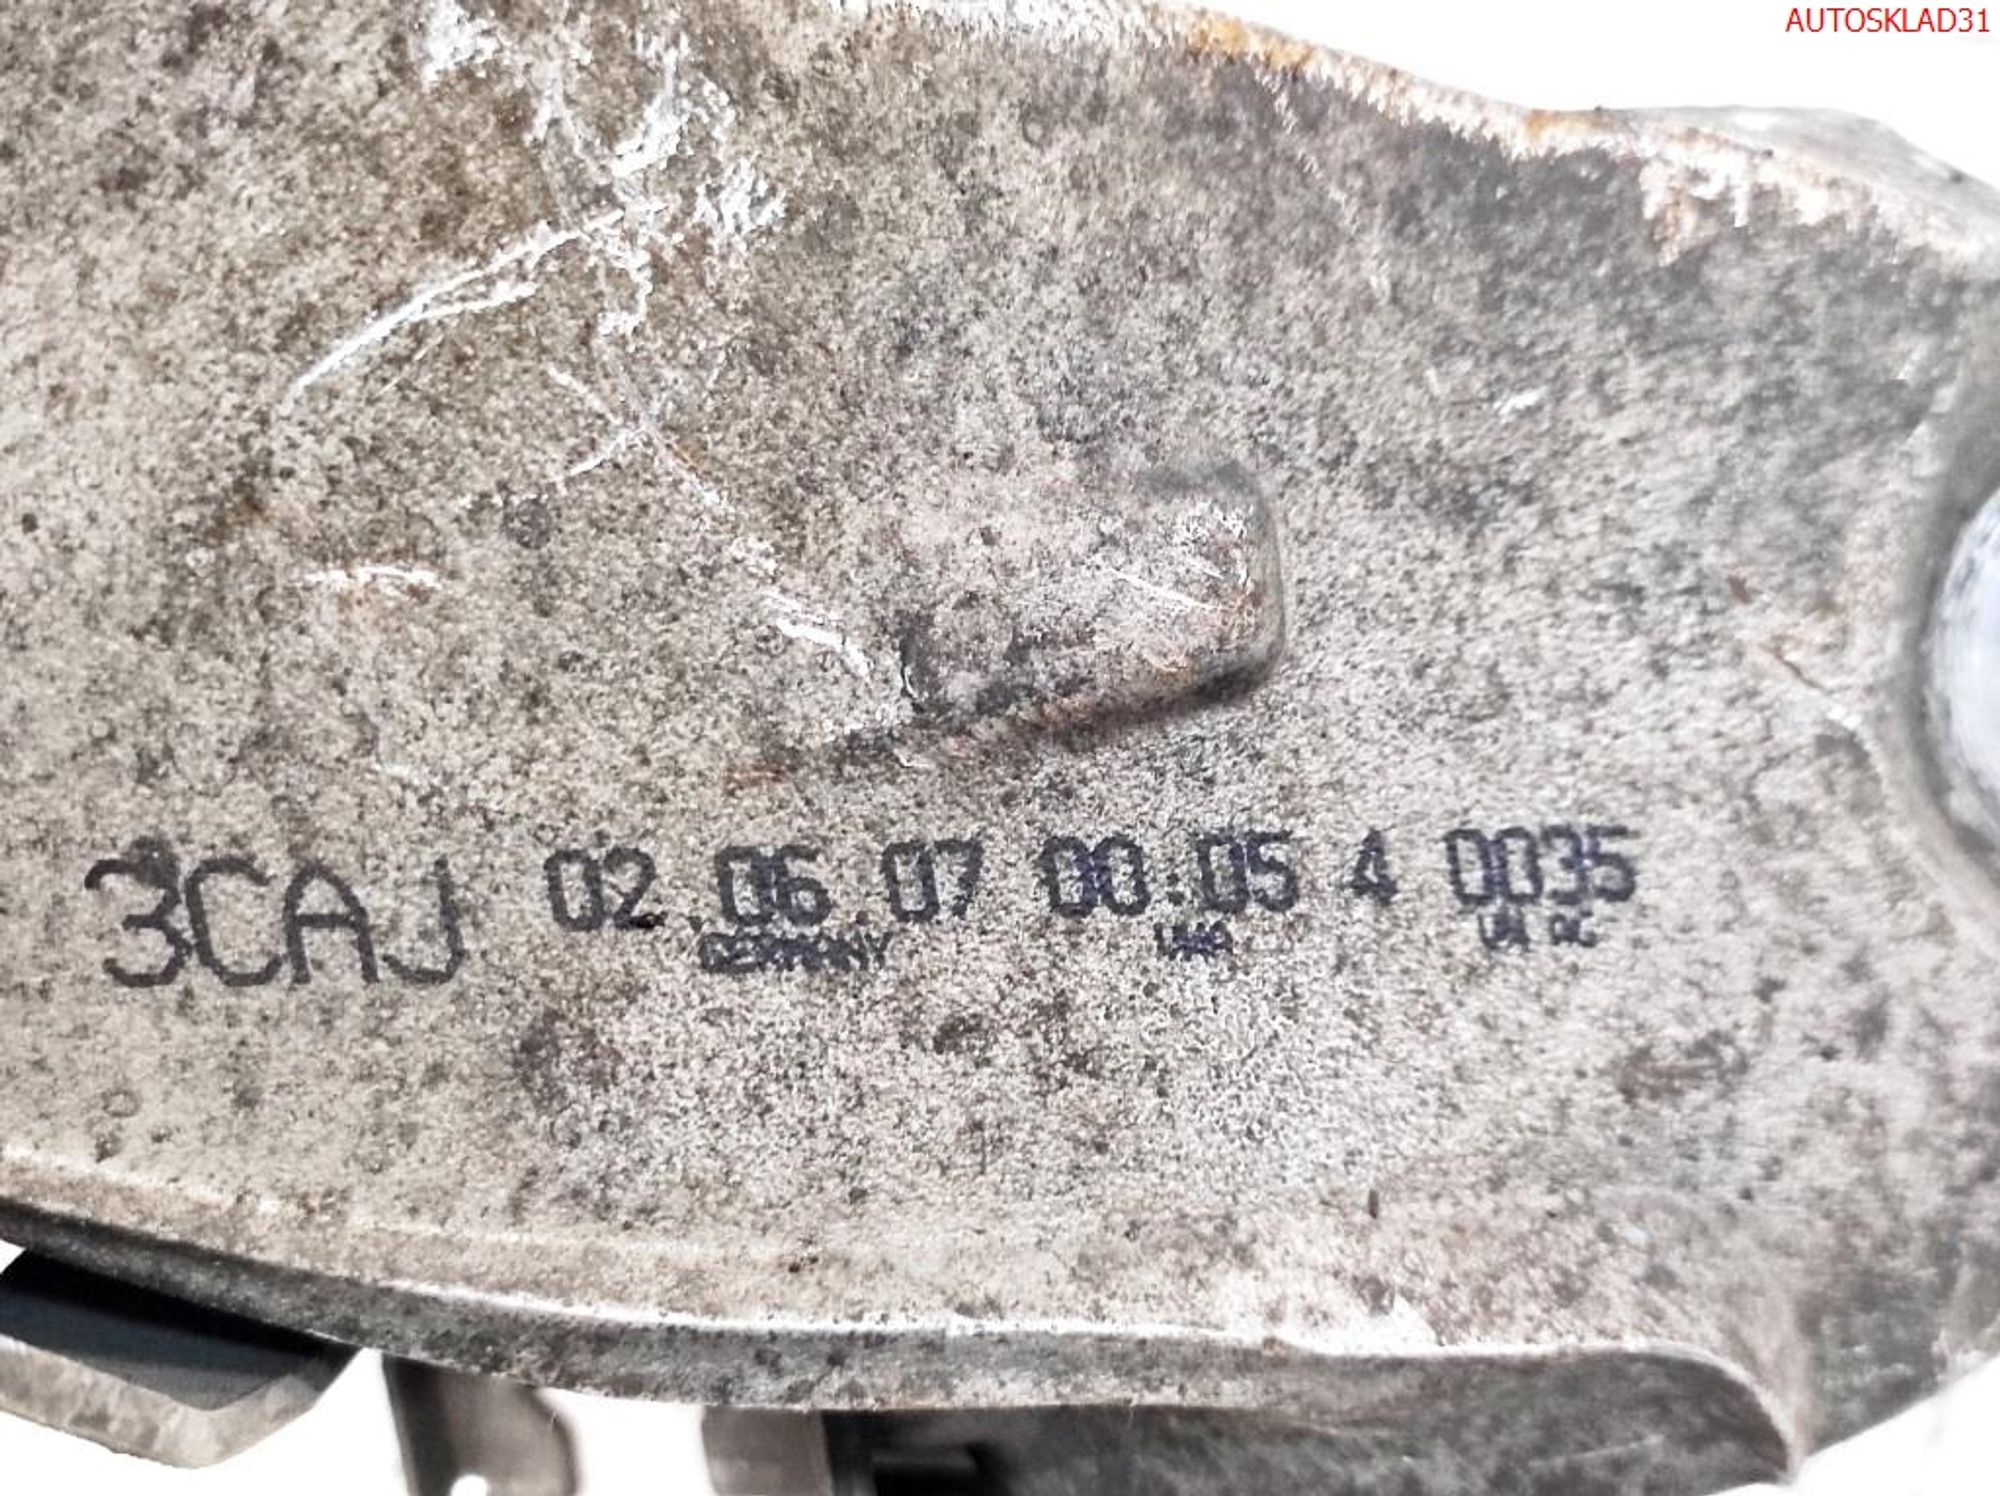 AUTOSKLAD31
3CAJ 02.06.07 00:05 4 0035
GERMANY